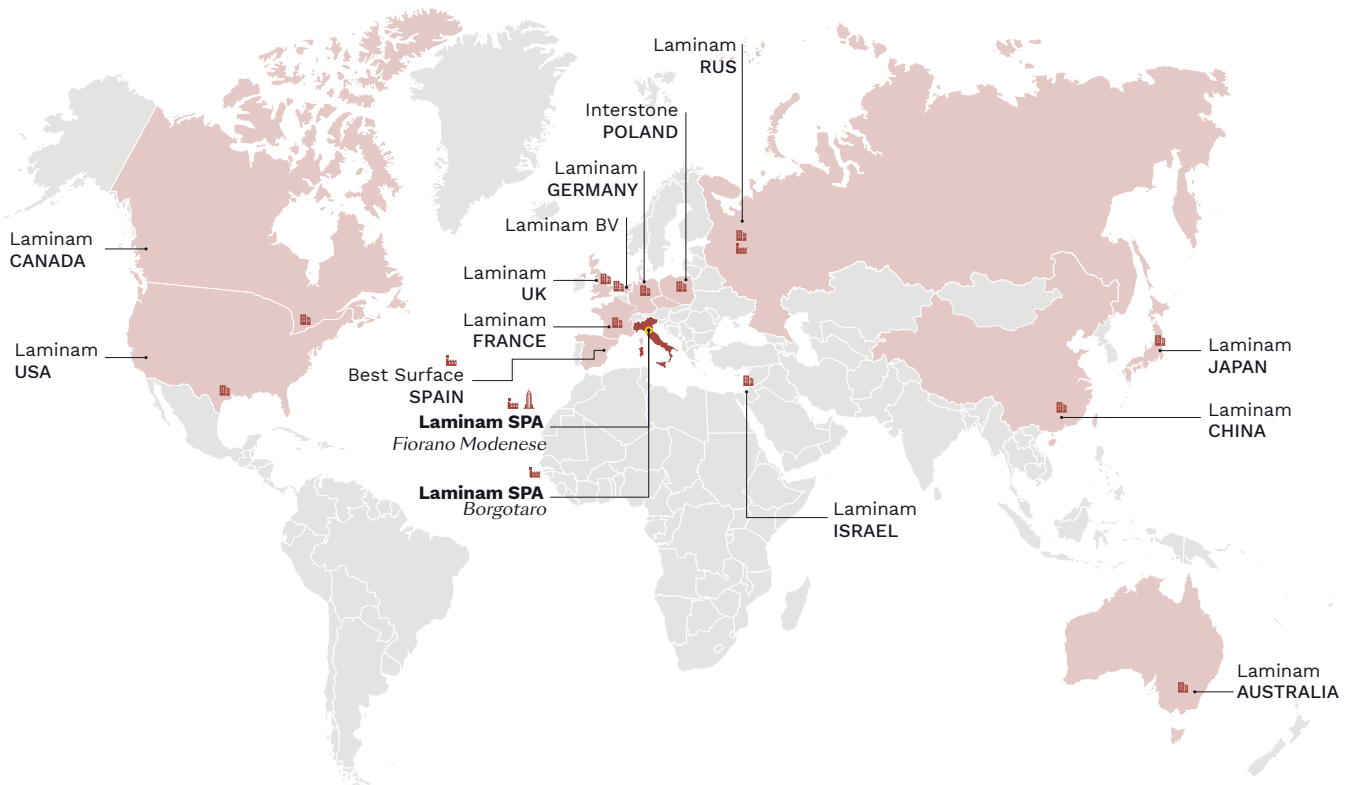 Laminam
RUS
Interstone
POLAND
Laminam
GERMANY
Laminam BV
Laminam
CANADA
Laminam
UK
Laminam
FRANCE
Laminam
USA
Best Surface
SPAIN
Laminam SPA
Fiorano Modenese
Laminam SPA
Borgotaro
Laminam
JAPAN
Laminam
CHINA
Laminam
ISRAEL
Laminam
AUSTRALIA